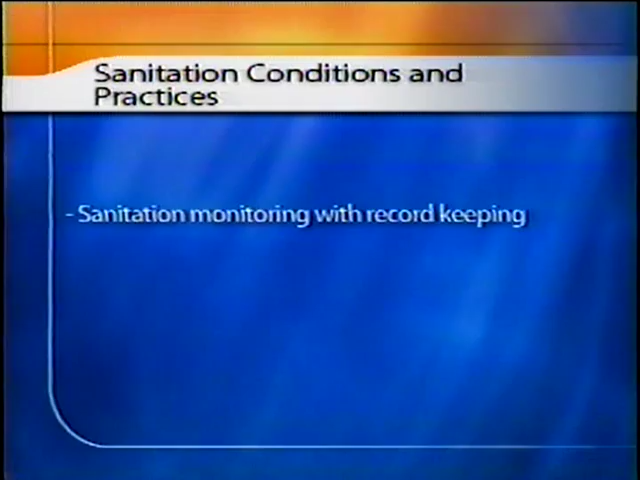 Sanitation Conditions and
Practices
- Sanitation monitoring with record keeping